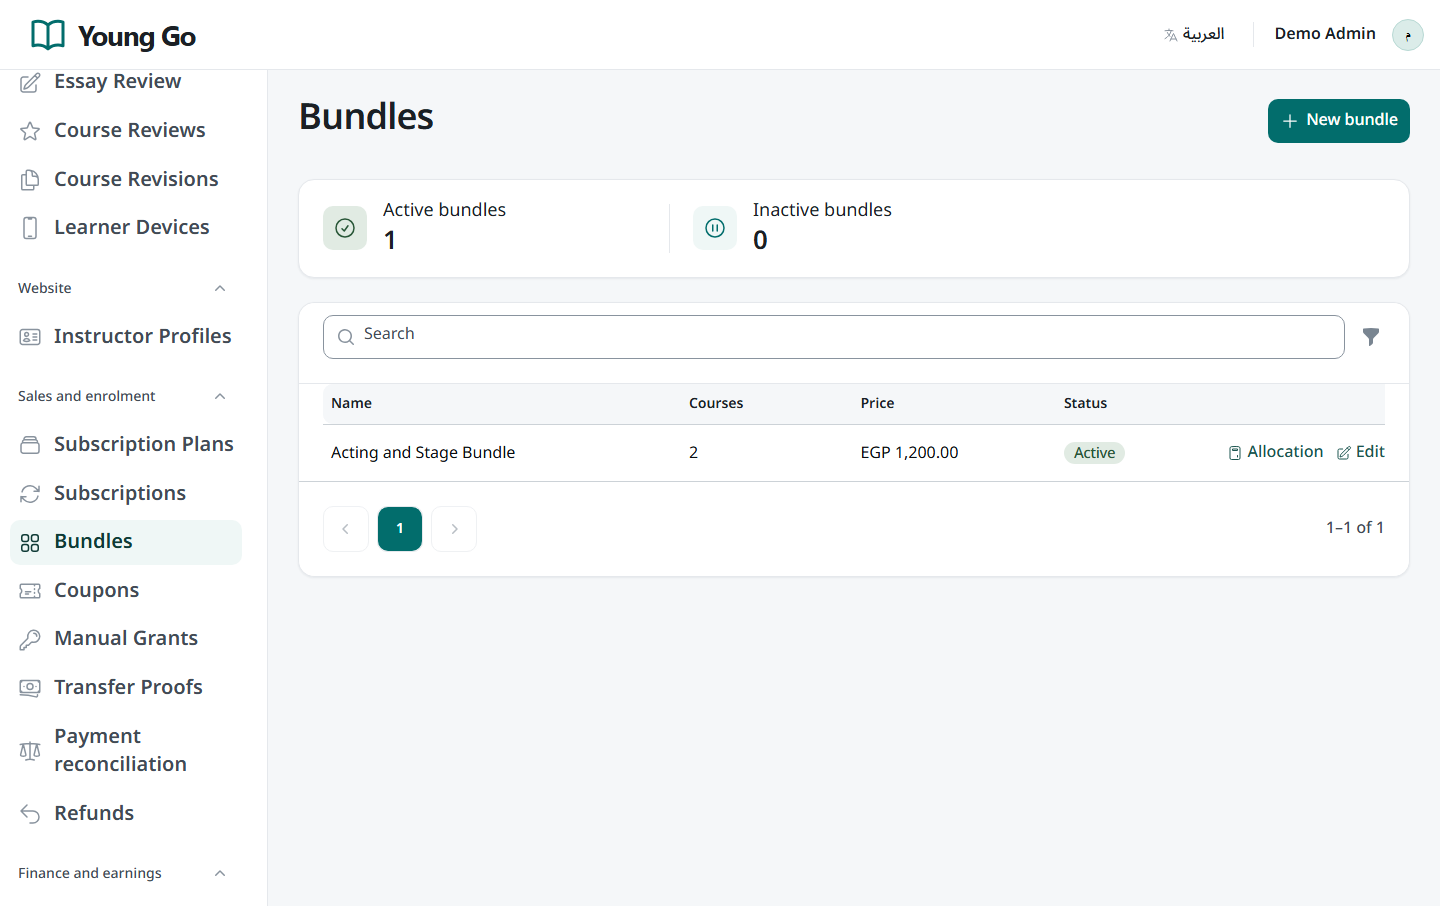 Young Go
العربية
Demo Admin
م
Essay Review
Course Reviews
Course Revisions
Learner Devices
Website
Instructor Profiles
Sales and enrolment
Subscription Plans
Subscriptions
Bundles
Coupons
Manual Grants
Transfer Proofs
Payment
reconciliation
Refunds
Finance and earnings
Bundles
New bundle
Active bundles
1
Inactive bundles
0
Search
Name Courses Price Status
Acting and Stage Bundle 2 EGP 1,200.00 Active Allocation Edit
1
1–1 of 1